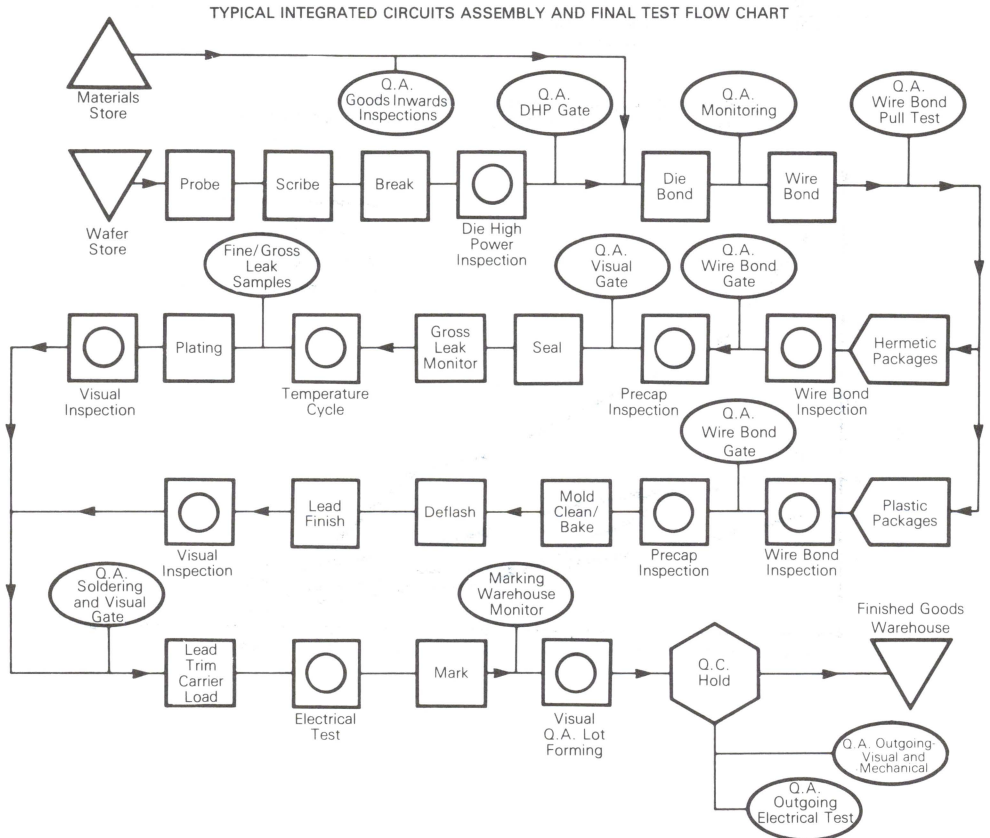 TYPICAL INTEGRATED CIRCUITS ASSEMBLY AND FINAL TEST FLOW CHART
Materials
Store
Q.A.
Goods Inwards
Inspections
Q.A.
DHP Gate
Q.A.
Monitoring
Q.A.
Wire Bond
Pull Test
Wafer
Store
Probe
Scribe
Break
Die High
Power
Inspection
Die
Bond
Wire
Bond
Fine/Gross
Leak
Samples
Q.A.
Visual
Gate
Q.A.
Wire Bond
Gate
Visual
Inspection
Plating
Temperature
Cycle
Gross
Leak
Monitor
Seal
Precap
Inspection
Wire Bond
Inspection
Hermetic
Packages
Q.A.
Wire Bond
Gate
Visual
Inspection
Lead
Finish
Deflash
Mold
Clean/
Bake
Precap
Inspection
Wire Bond
Inspection
Plastic
Packages
Q.A.
Soldering
and Visual
Gate
Marking
Warehouse
Monitor
Finished Goods
Warehouse
Lead
Trim
Carrier
Load
Electrical
Test
Mark
Visual
Q.A. Lot
Forming
Q.C.
Hold
Q.A. Outgoing-
Visual and
Mechanical
Q.A.
Outgoing
Electrical Test